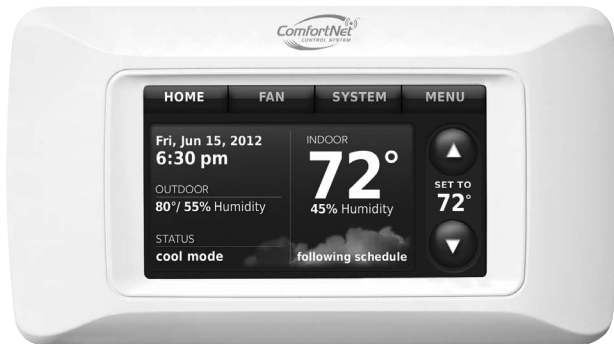 ComfortNet
CONTROL SYSTEM
HOME FAN SYSTEM MENU
Fri, Jun 15, 2012
6:30 pm
OUTDOOR
80°/ 55% Humidity
STATUS
cool mode
INDOOR
72°
45% Humidity
following schedule
SET TO
72°